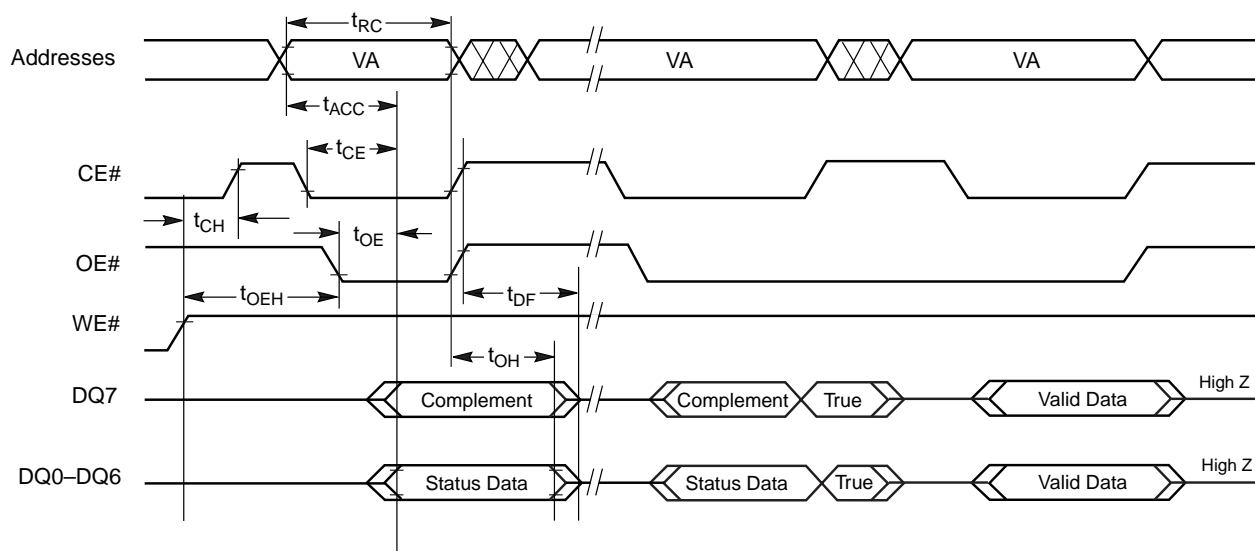 tRC
Addresses VA VA VA
tACC
tCE
CE#
tCH tOE
OE#
tOEH tDF
WE#
tOH
DQ7 Complement Complement True Valid Data High Z
DQ0–DQ6 Status Data Status Data True Valid Data High Z